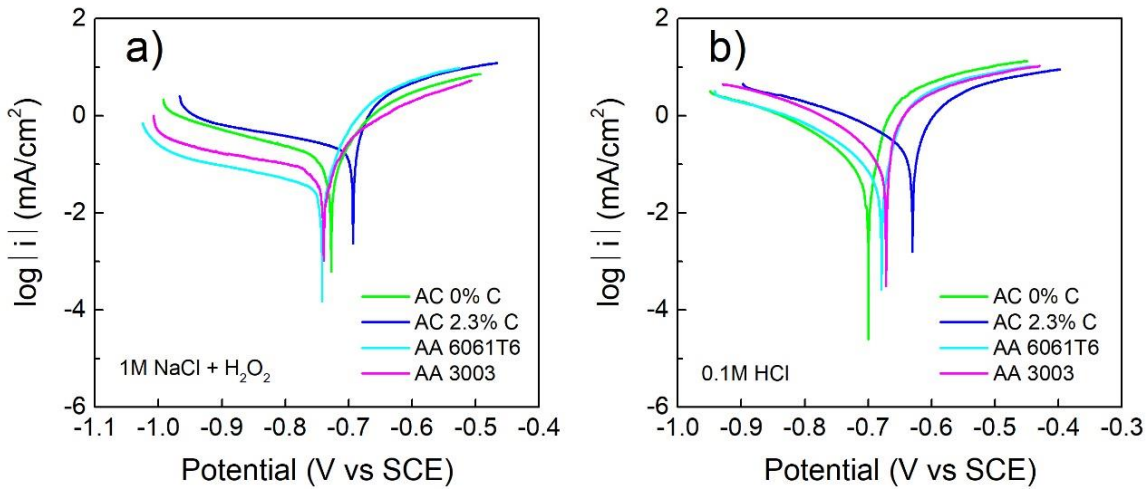 a)
2
0
-2
-4
-6
log | i | (mA/cm²)
AC 0% C
AC 2.3% C
AA 6061T6
AA 3003
1M NaCl + H₂O₂
-1.1 -1.0 -0.9 -0.8 -0.7 -0.6 -0.5 -0.4
Potential (V vs SCE)
b)
2
0
-2
-4
-6
log | i | (mA/cm²)
AC 0% C
AC 2.3% C
AA 6061T6
AA 3003
0.1M HCl
-1.0 -0.9 -0.8 -0.7 -0.6 -0.5 -0.4 -0.3
Potential (V vs SCE)